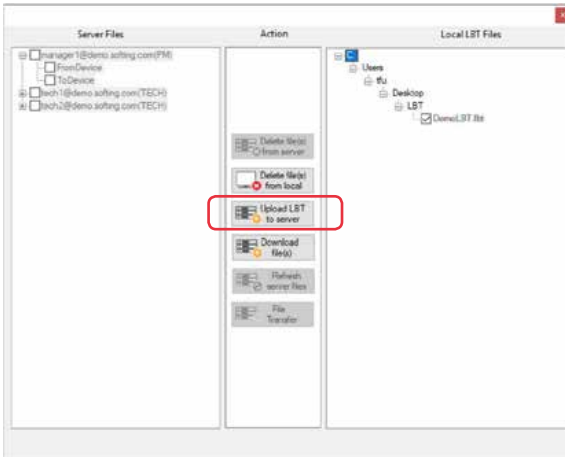 Server Files
Action
Local LBT Files
manager1@demo.softing.com(PM)
FromDevice
ToDevice
tech1@demo.softing.com(TECH)
tech2@demo.softing.com(TECH)
Delete file(s)
from server
Delete file(s)
from local
Upload LBT
to server
Download
file(s)
Refresh
server files
File
Transfer
C:
Users
tfu
Desktop
LBT
DemoLBT.lbt